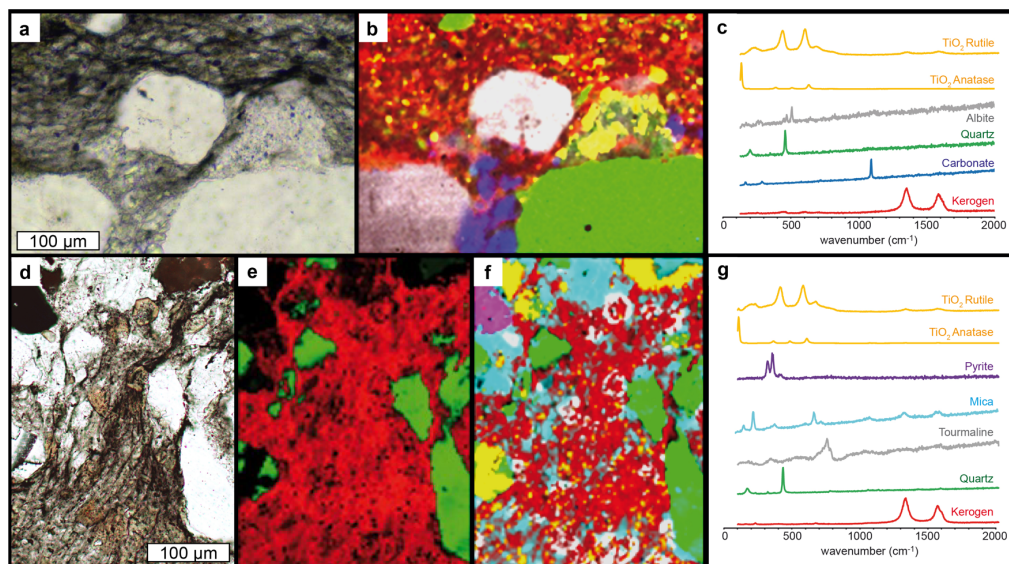 a
b
c
TiO2 Rutile
TiO2 Anatase
Albite
Quartz
Carbonate
Kerogen
0 500 1000 1500 2000
wavenumber (cm-1)
100 µm
d
e
f
g
TiO2 Rutile
TiO2 Anatase
Pyrite
Mica
Tourmaline
Quartz
Kerogen
0 500 1000 1500 2000
wavenumber (cm-1)
100 µm